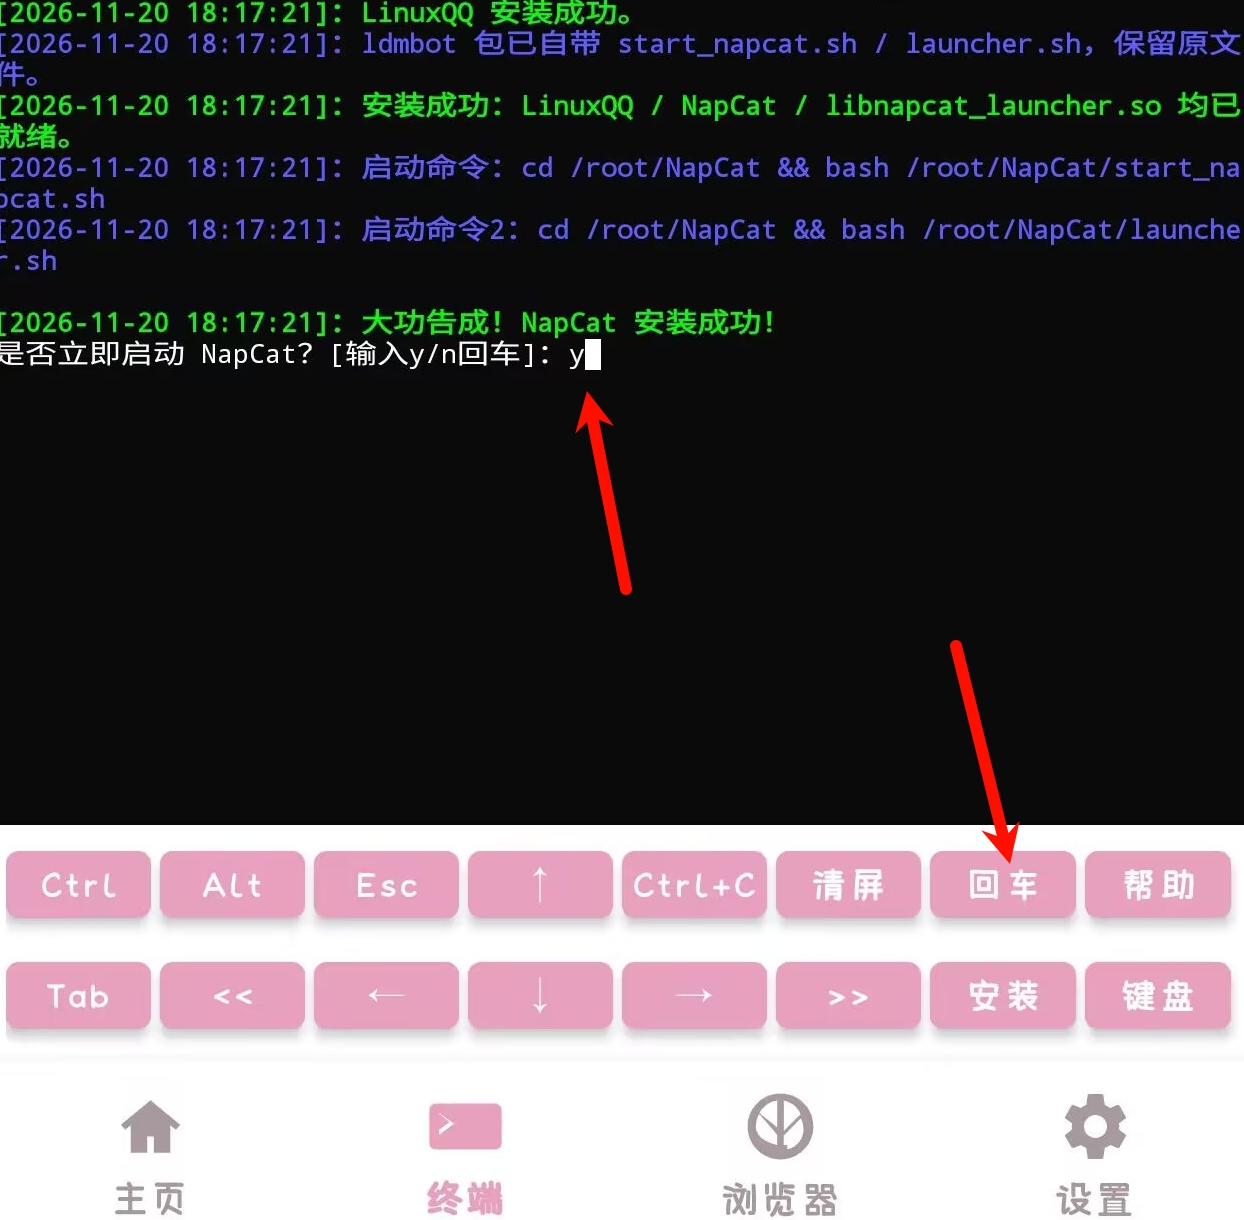 [2026-11-20 18:17:21]: LinuxQQ 安装成功。
[2026-11-20 18:17:21]: ldmbot 包已自带 start_napcat.sh / launcher.sh，保留原文
件。
[2026-11-20 18:17:21]: 安装成功：LinuxQQ / NapCat / libnapcat_launcher.so 均已
就绪。
[2026-11-20 18:17:21]: 启动命令：cd /root/NapCat && bash /root/NapCat/start_na
pcat.sh
[2026-11-20 18:17:21]: 启动命令2：cd /root/NapCat && bash /root/NapCat/launche
r.sh
[2026-11-20 18:17:21]: 大功告成！NapCat 安装成功！
是否立即启动 NapCat？[输入y/n回车]：y
Ctrl Alt Esc ↑ Ctrl+C 清屏 回车 帮助
Tab << ← ↓ → >> 安装 键盘
主页 终端 浏览器 设置